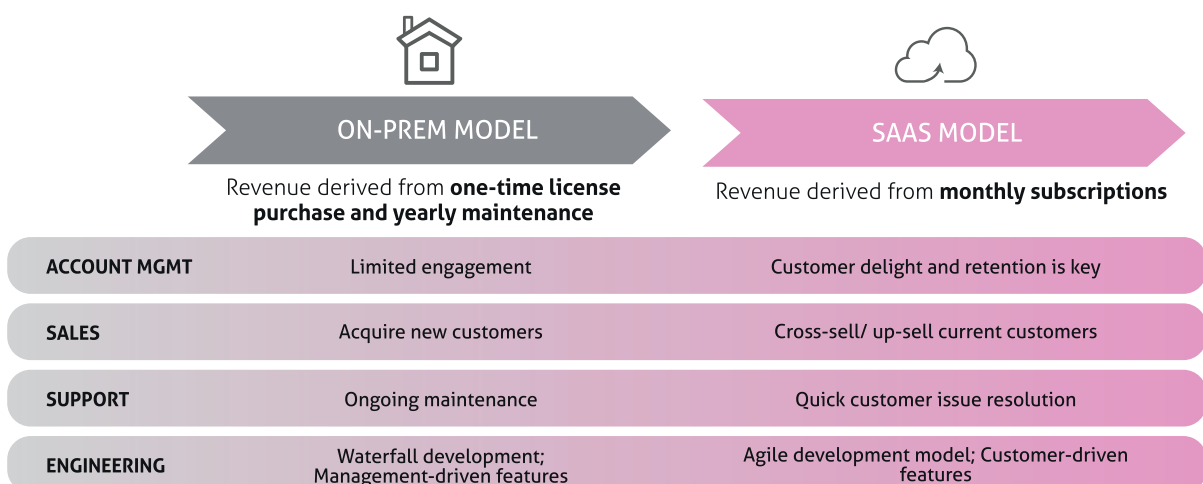 ON-PREM MODEL
SAAS MODEL
Revenue derived from one-time license
purchase and yearly maintenance
Revenue derived from monthly subscriptions
ACCOUNT MGMT
Limited engagement
Customer delight and retention is key
SALES
Acquire new customers
Cross-sell/ up-sell current customers
SUPPORT
Ongoing maintenance
Quick customer issue resolution
ENGINEERING
Waterfall development;
Management-driven features
Agile development model; Customer-driven
features